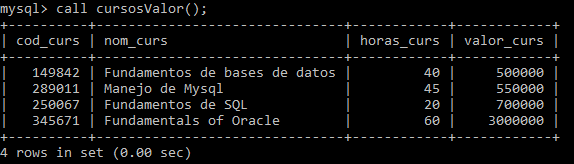 mysql> call cursosValor();
+----------+-----------------------------+------------+------------+
| cod_curs | nom_curs                    | horas_curs | valor_curs |
+----------+-----------------------------+------------+------------+
|   149842 | Fundamentos de bases de datos |         40 |     500000 |
|   289011 | Manejo de Mysql             |         45 |     550000 |
|   250067 | Fundamentos de SQL          |         20 |     700000 |
|   345671 | Fundamentals of Oracle      |         60 |    3000000 |
+----------+-----------------------------+------------+------------+
4 rows in set (0.00 sec)